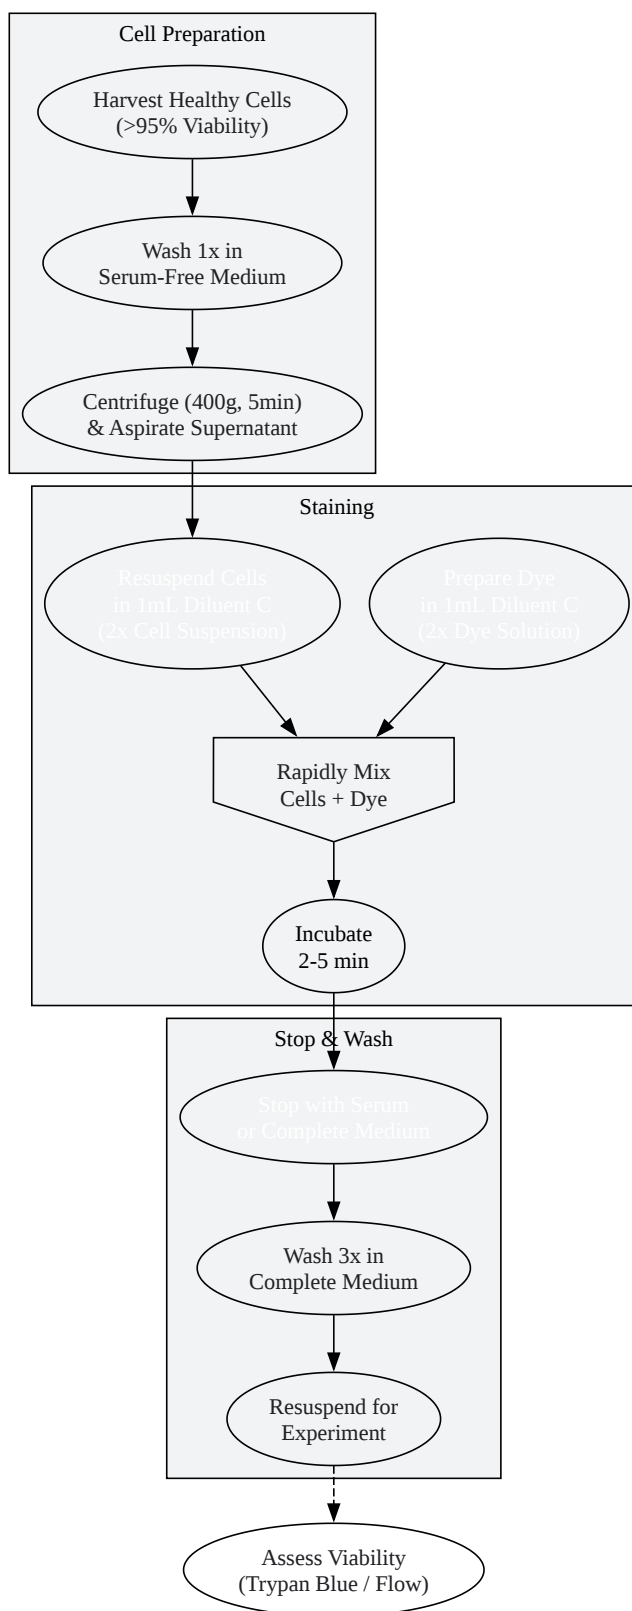 Cell Preparation
Harvest Healthy Cells
(>95% Viability)
Wash 1x in
Serum-Free Medium
Centrifuge (400g, 5min)
& Aspirate Supernatant
Staining
Resuspend Cells
in 1mL Diluent C
(2x Cell Suspension)
Prepare Dye
in 1mL Diluent C
(2x Dye Solution)
Rapidly Mix
Cells + Dye
Incubate
2-5 min
Stop & Wash
Stop with Serum
or Complete Medium
Wash 3x in
Complete Medium
Resuspend for
Experiment
Assess Viability
(Trypan Blue / Flow)